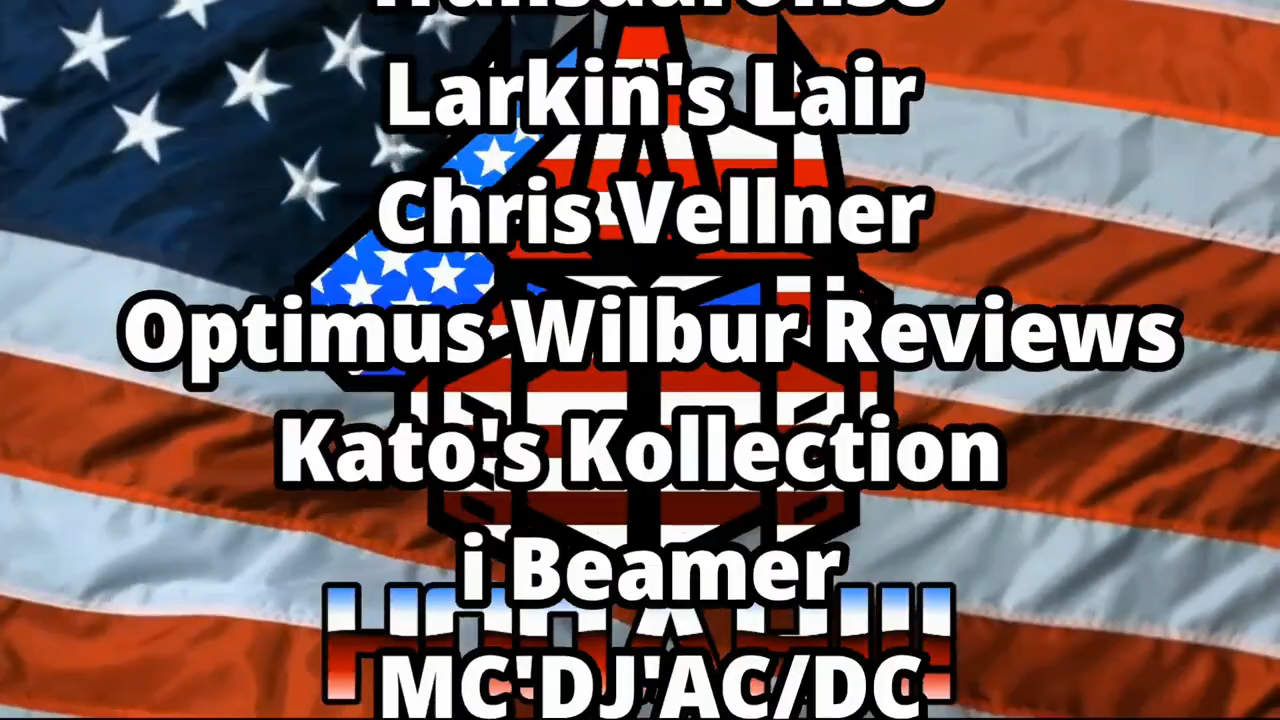 Larkin's Lair
Chris Vellner
Optimus Wilbur Reviews
Kato's Kollection
i Beamer
MC'DJ'AC/DC